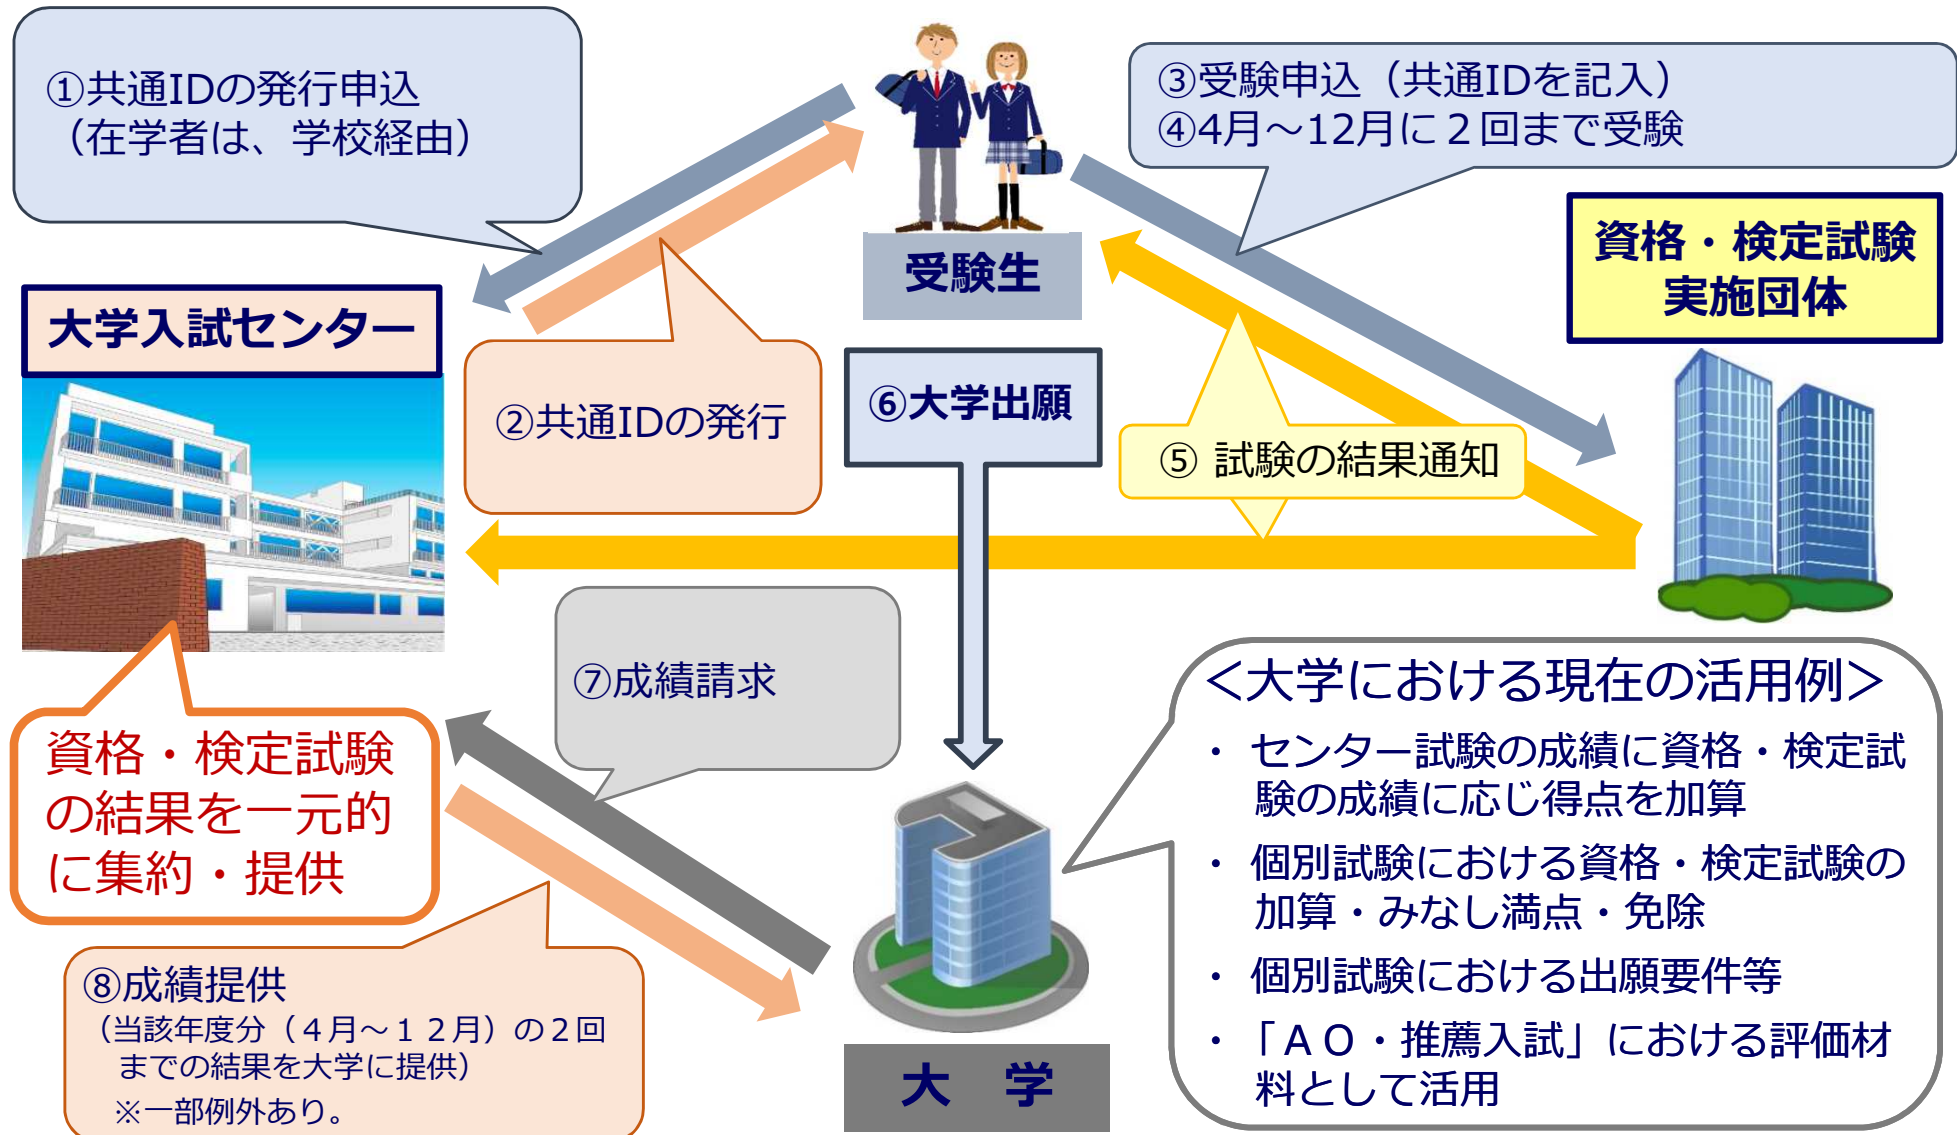 ①共通IDの発行申込
（在学者は、学校経由）
③受験申込（共通IDを記入）
④4月～12月に２回まで受験
資格・検定試験
実施団体
受験生
大学入試センター
②共通IDの発行
⑥大学出願
⑤ 試験の結果通知
⑦成績請求
資格・検定試験
の結果を一元的
に集約・提供
⑧成績提供
（当該年度分（４月～１２月）の２回
までの結果を大学に提供）
※一部例外あり。
大　学
＜大学における現在の活用例＞
・ センター試験の成績に資格・検定試
験の成績に応じ得点を加算
・ 個別試験における資格・検定試験の
加算・みなし満点・免除
・ 個別試験における出願要件等
・ 「ＡＯ・推薦入試」における評価材
料として活用